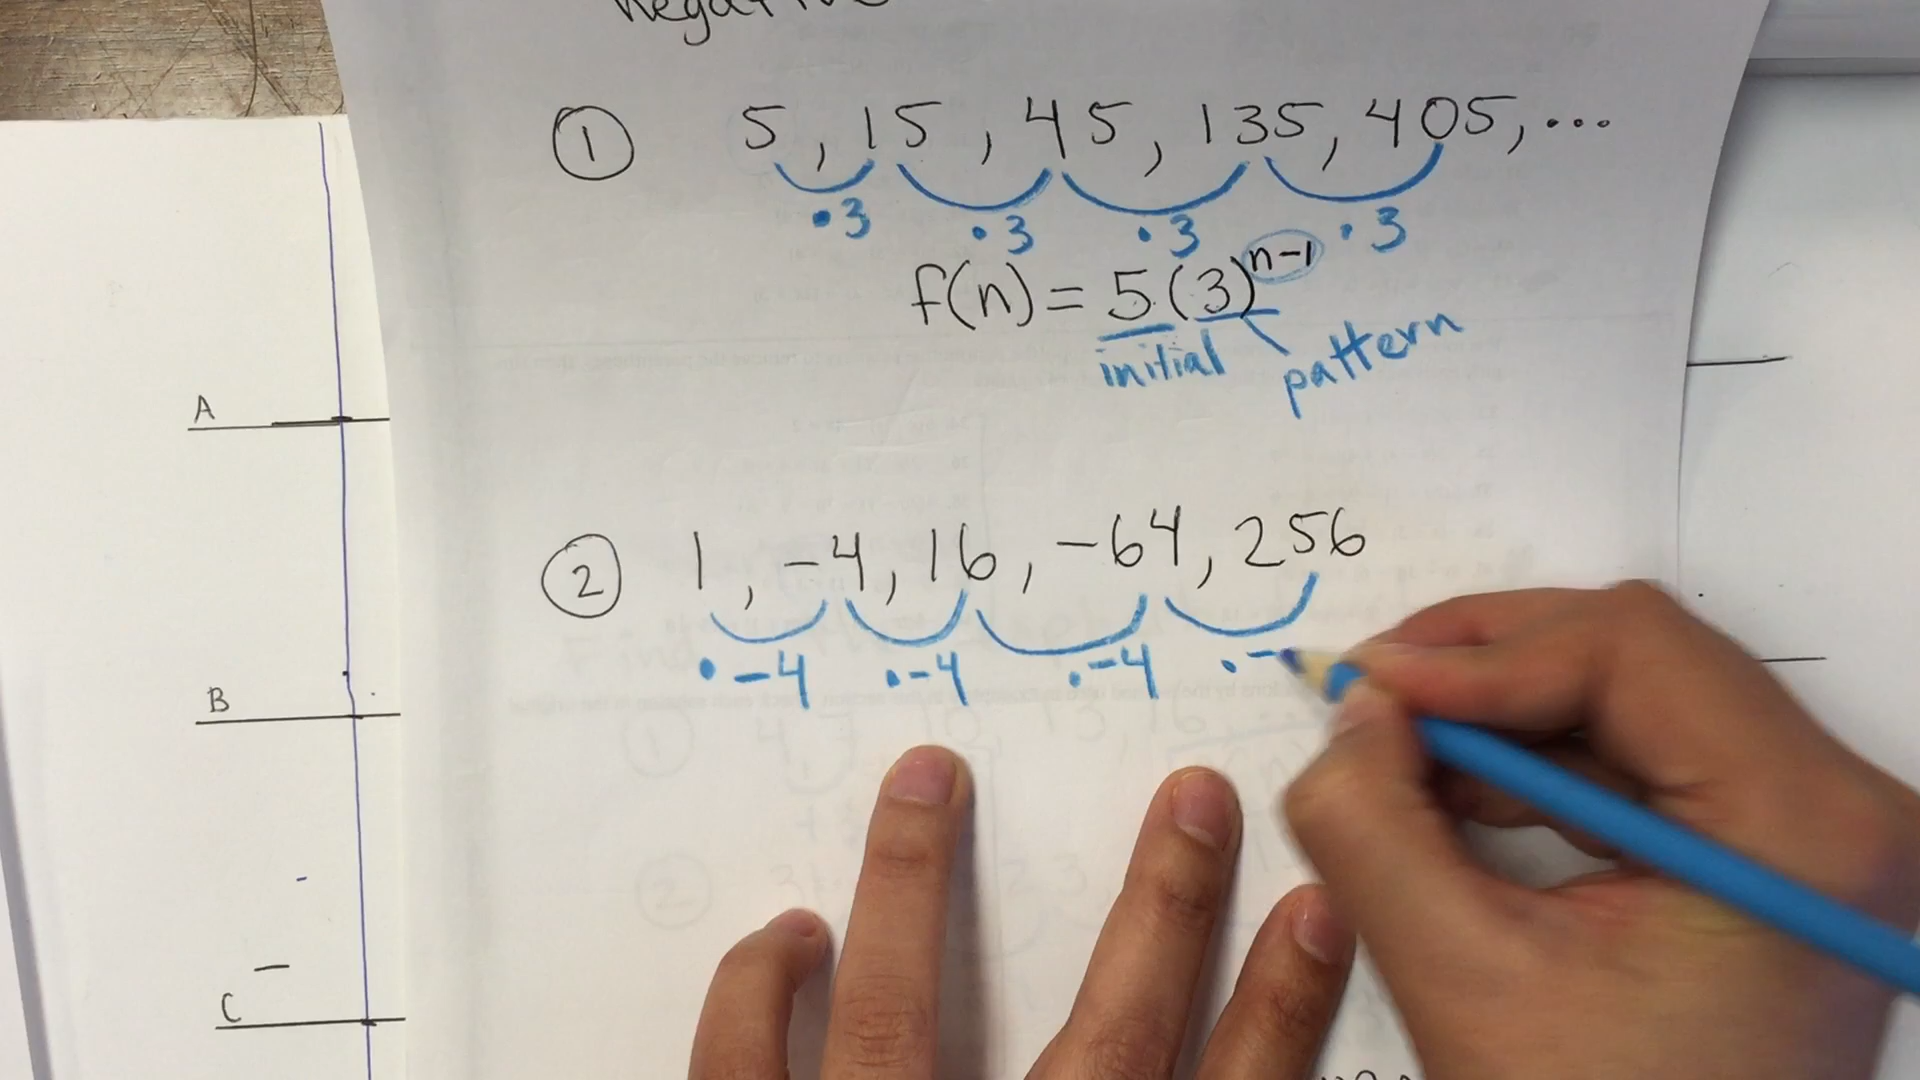 ① 5, 15, 45, 135, 405, ...
•3 •3 •3 •3
f(n) = 5(3)^{n-1}
initial pattern
② 1, -4, 16, -64, 256
•-4 •-4 •-4 •-
A
B
C